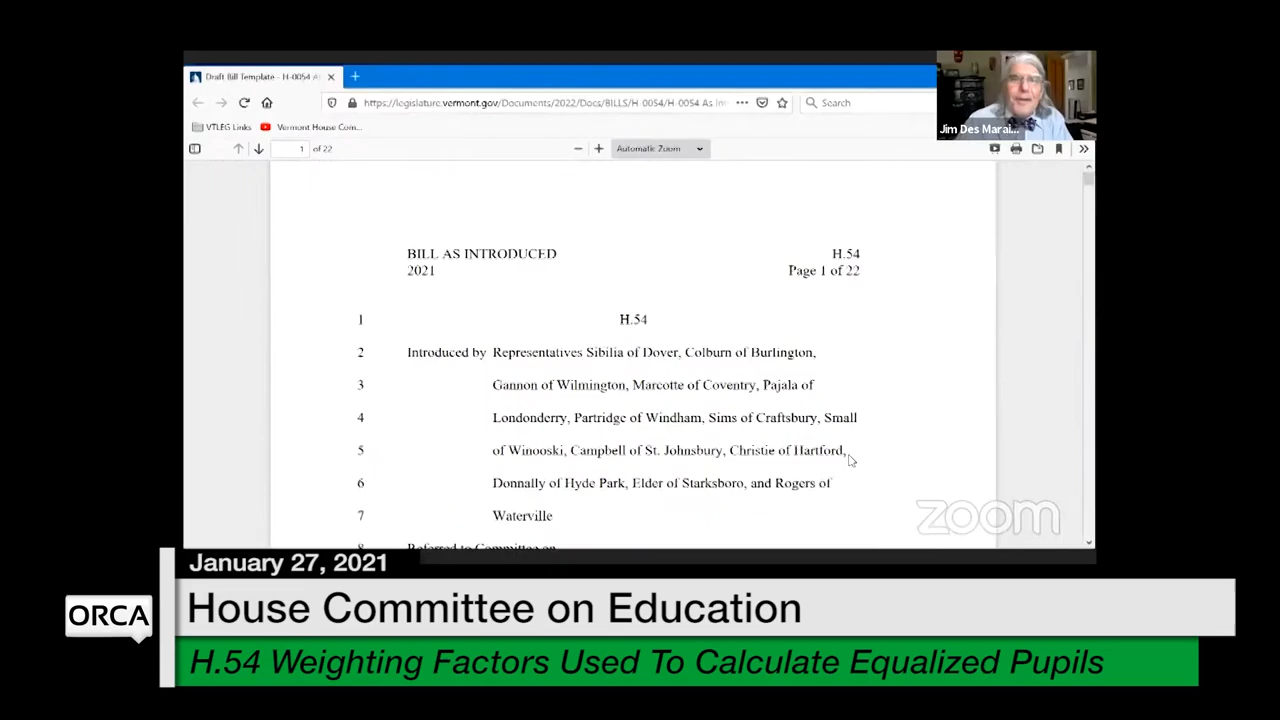 Draft Bill Template - H-0054 A
https://legislature.vermont.gov/Documents/2022/Docs/BILLS/H-0054/H-0054 As In
Search
VTLEG Links
Vermont House Com...
1 of 22
Automatic Zoom
Jim Des Marai...
BILL AS INTRODUCED H.54
2021 Page 1 of 22
1 H.54
2 Introduced by Representatives Sibilia of Dover, Colburn of Burlington,
3 Gannon of Wilmington, Marcotte of Coventry, Pajala of
4 Londonderry, Partridge of Windham, Sims of Craftsbury, Small
5 of Winooski, Campbell of St. Johnsbury, Christie of Hartford,
6 Donnally of Hyde Park, Elder of Starksboro, and Rogers of
7 Waterville
8 Referred to Committee on
zoom
January 27, 2021
ORCA
House Committee on Education
H.54 Weighting Factors Used To Calculate Equalized Pupils